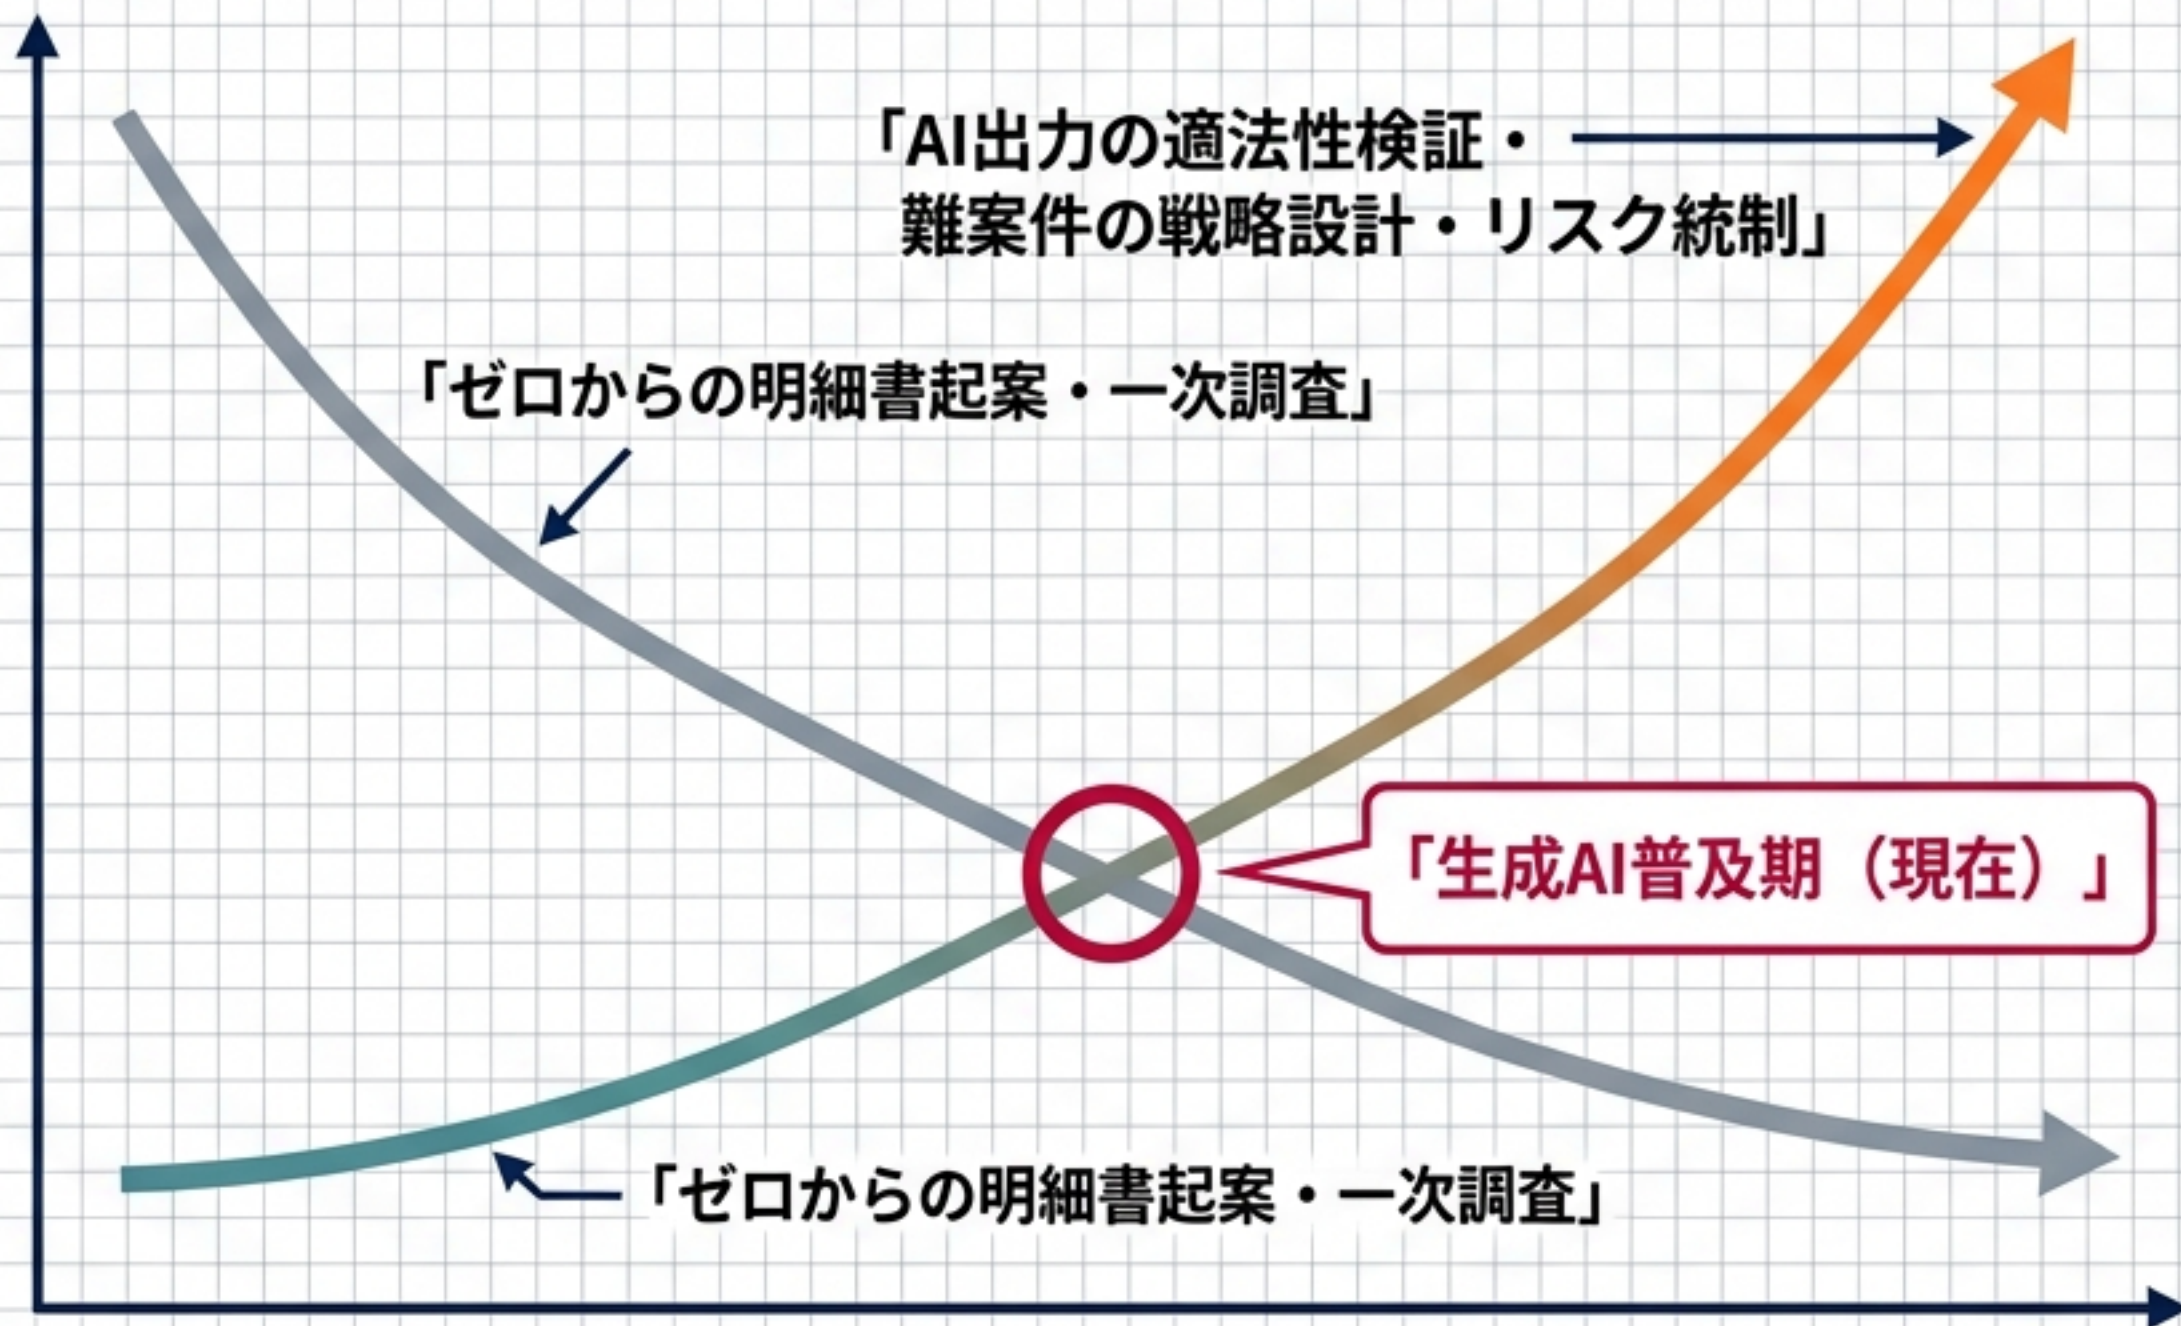 「AI出力の適法性検証・
難案件の戦略設計・リスク統制」
「ゼロからの明細書起案・一次調査」
「生成AI普及期（現在）」
「ゼロからの明細書起案・一次調査」